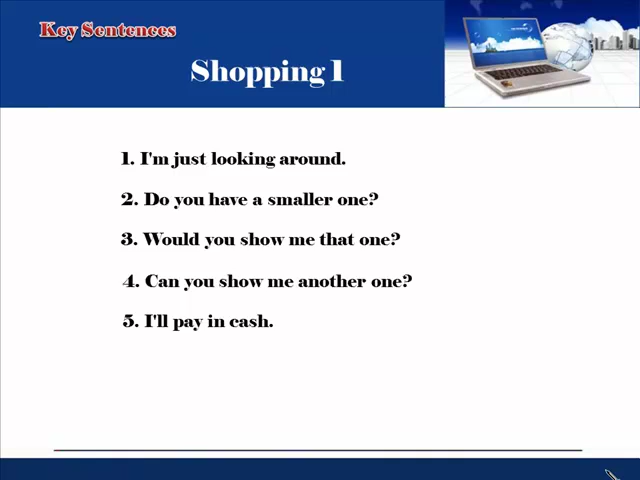 Key Sentences
Shopping 1
1. I'm just looking around.
2. Do you have a smaller one?
3. Would you show me that one?
4. Can you show me another one?
5. I'll pay in cash.